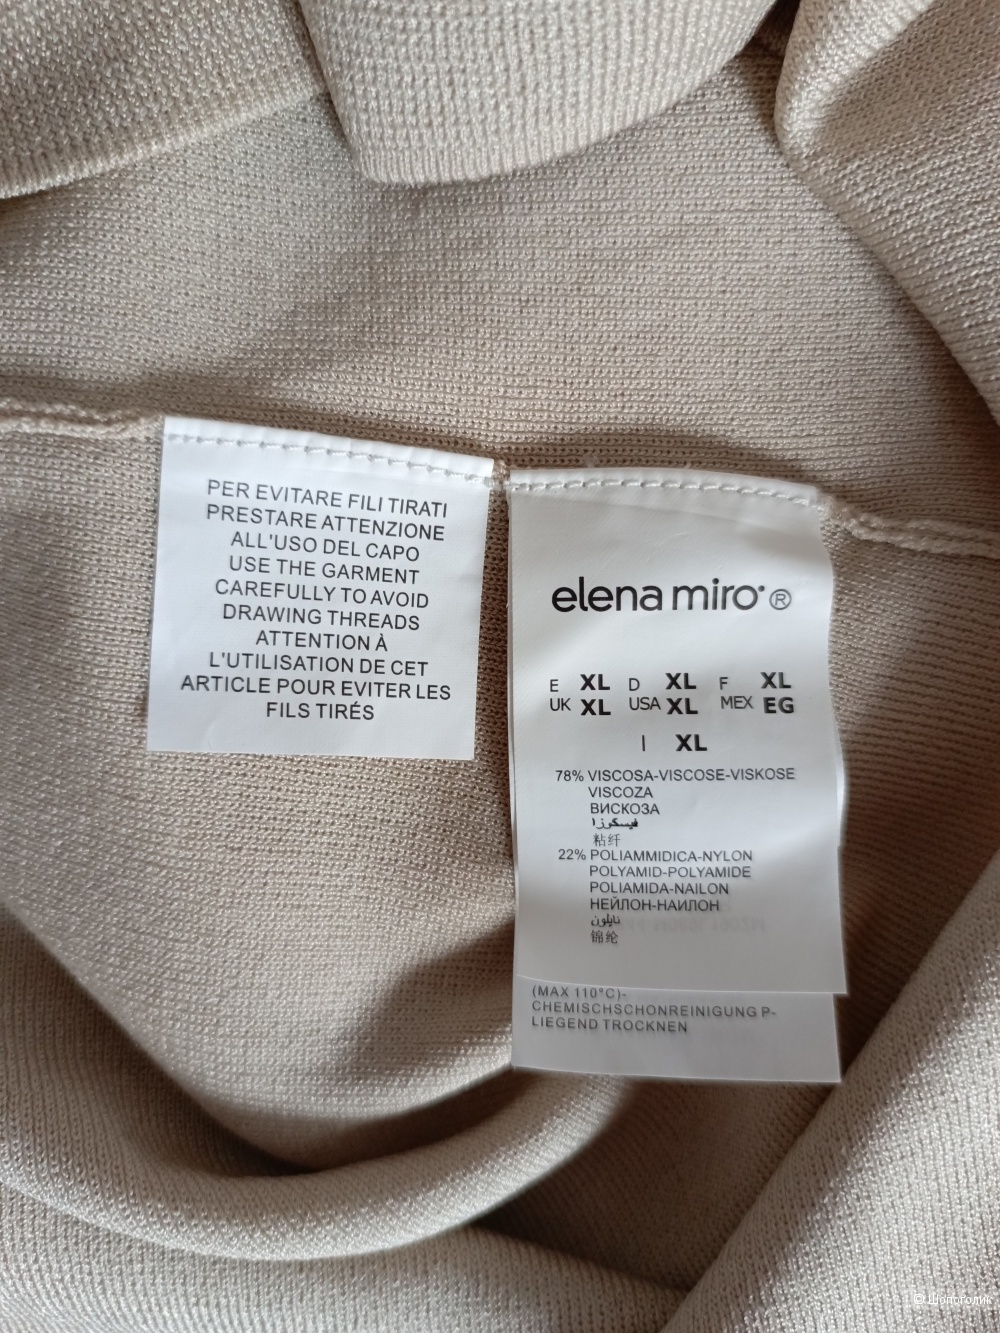 PER EVITARE FILI TIRATI
PRESTARE ATTENZIONE
ALL'USO DEL CAPO
USE THE GARMENT
CAREFULLY TO AVOID
DRAWING THREADS
ATTENTION À
L'UTILISATION DE CET
ARTICLE POUR EVITER LES
FILS TIRÉS
elena miro ®
E XL D XL F XL
UK XL USA XL MEX EG
I XL
78% VISCOSA-VISCOSE-VISKOSE
VISCOZA
ВИСКОЗА
فيسكوزا
粘纤
22% POLIAMMIDICA-NYLON
POLYAMID-POLYAMIDE
POLIAMIDA-NAILON
НЕЙЛОН-НАИЛОН
نايلون
锦纶
(MAX 110°C)-
CHEMISCHSCHONREINIGUNG P-
LIEGEND TROCKNEN
© Шопоголик